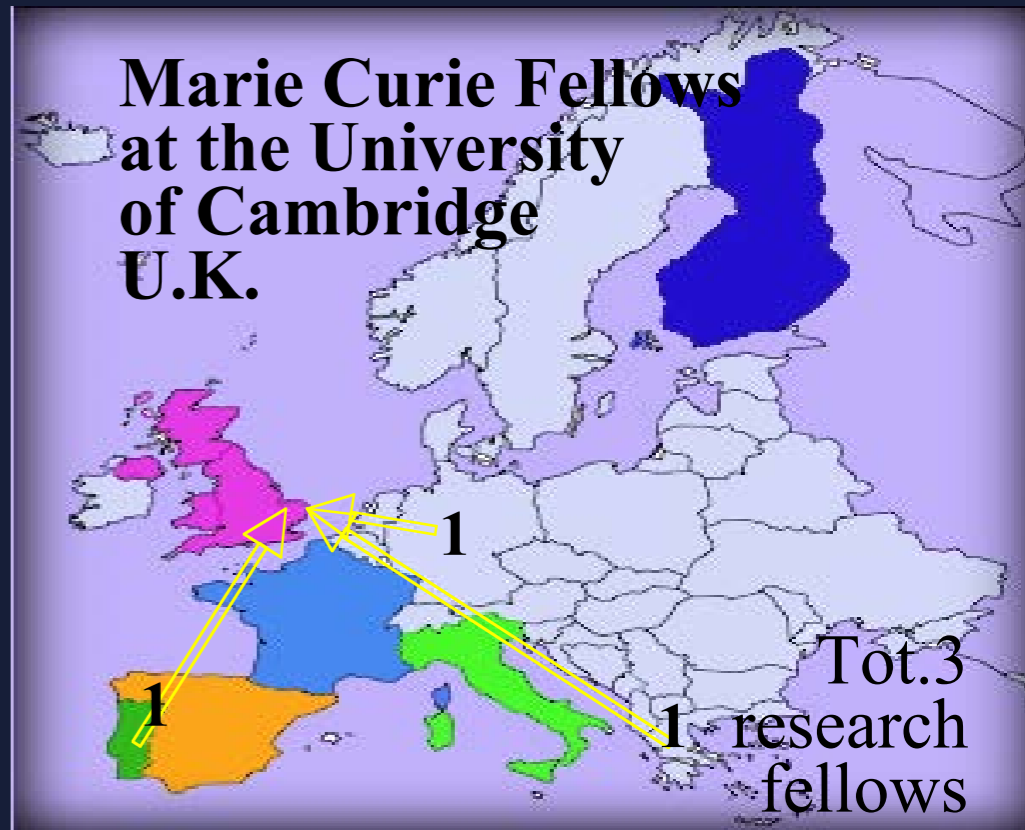 Marie Curie Fellows
at the University
of Cambridge
U.K.
1
1
1
Tot.3
research
fellows